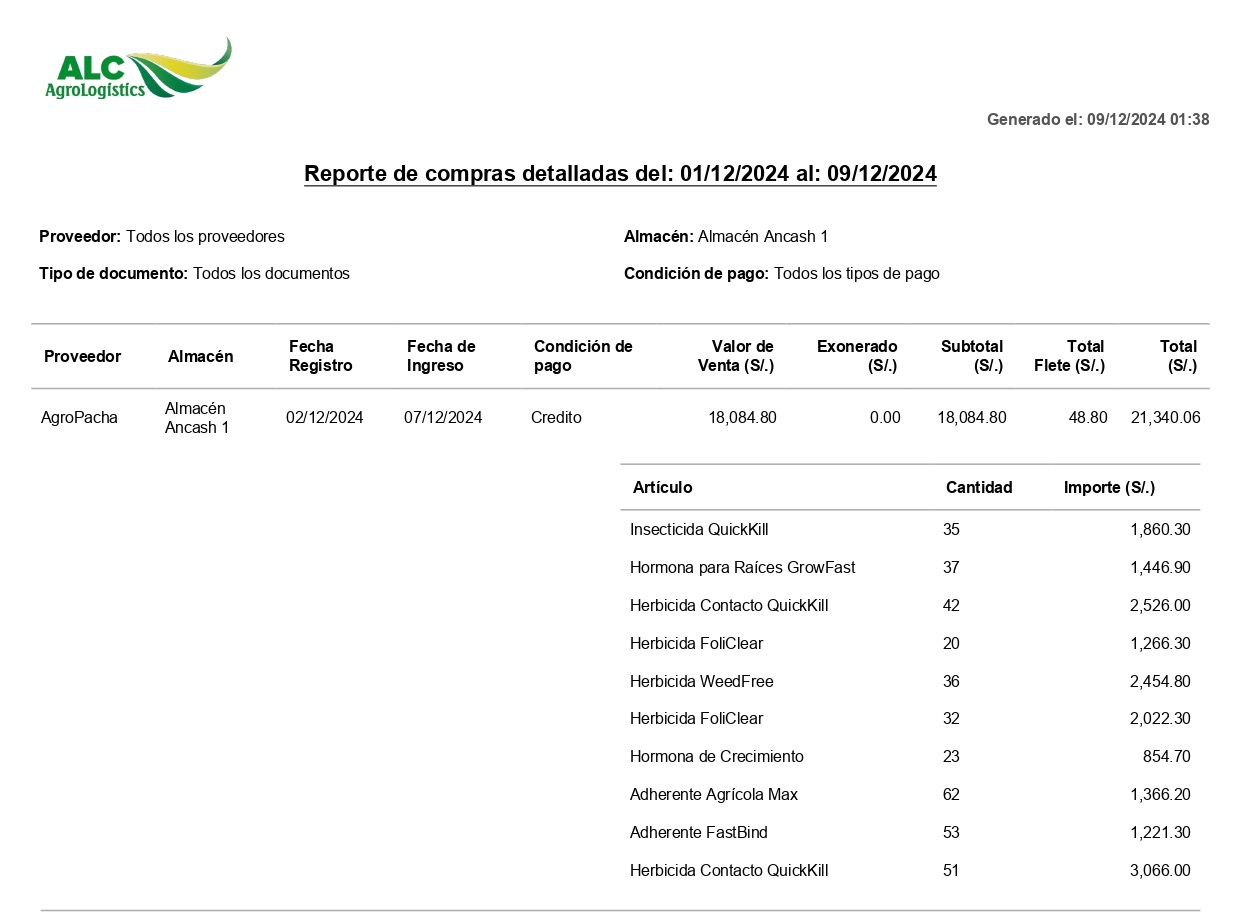 ALC
AgroLogistics
Generado el: 09/12/2024 01:38
Reporte de compras detalladas del: 01/12/2024 al: 09/12/2024
Proveedor: Todos los proveedores Almacén: Almacén Ancash 1
Tipo de documento: Todos los documentos Condición de pago: Todos los tipos de pago
Proveedor Almacén Fecha Registro Fecha de Ingreso Condición de pago Valor de Venta (S/.) Exonerado (S/.) Subtotal (S/.) Total Flete (S/.) Total (S/.)
AgroPacha Almacén Ancash 1 02/12/2024 07/12/2024 Credito 18,084.80 0.00 18,084.80 48.80 21,340.06
Artículo Cantidad Importe (S/.)
Insecticida QuickKill 35 1,860.30
Hormona para Raíces GrowFast 37 1,446.90
Herbicida Contacto QuickKill 42 2,526.00
Herbicida FoliClear 20 1,266.30
Herbicida WeedFree 36 2,454.80
Herbicida FoliClear 32 2,022.30
Hormona de Crecimiento 23 854.70
Adherente Agrícola Max 62 1,366.20
Adherente FastBind 53 1,221.30
Herbicida Contacto QuickKill 51 3,066.00